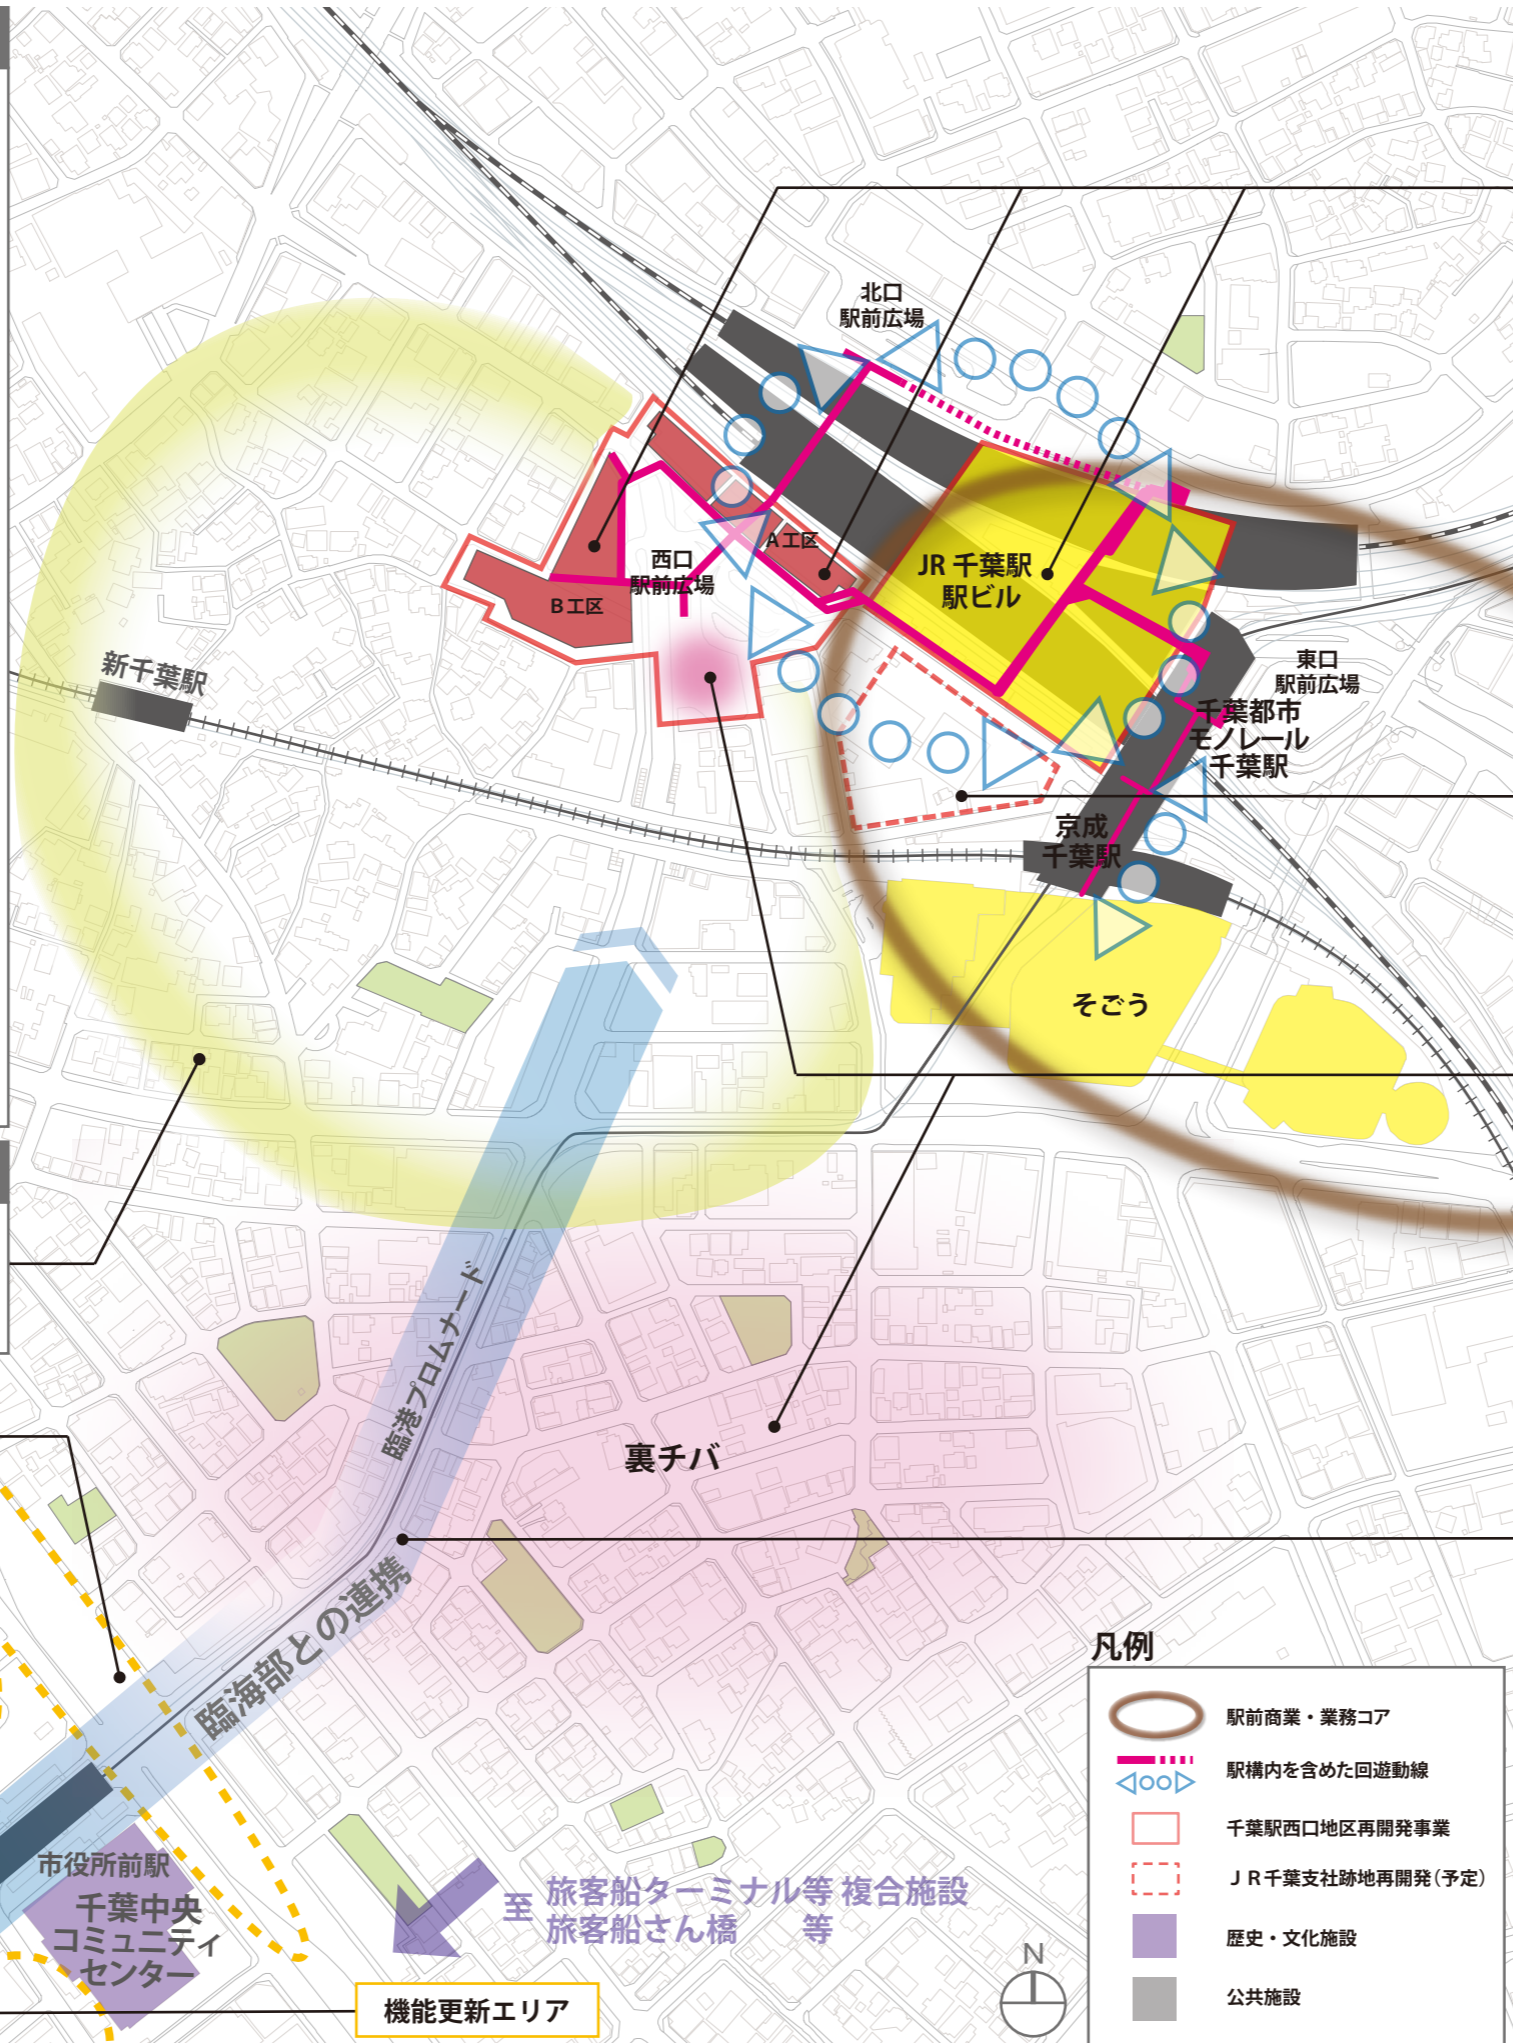 北口
駅前広場
A工区
西口
駅前広場
B工区
JR 千葉駅
駅ビル
新千葉駅
東口
駅前広場
千葉都市
モノレール
千葉駅
京成
千葉駅
そごう
臨港プロムナード
裏チバ
臨海部との連携
凡例
駅前商業・業務コア
駅構内を含めた回遊動線
千葉駅西口地区再開発事業
JR千葉支社跡地再開発(予定)
歴史・文化施設
公共施設
市役所前駅
千葉中央
コミュニティ
センター
至 旅客船ターミナル等 複合施設
旅客船さん橋 等
N
機能更新エリア